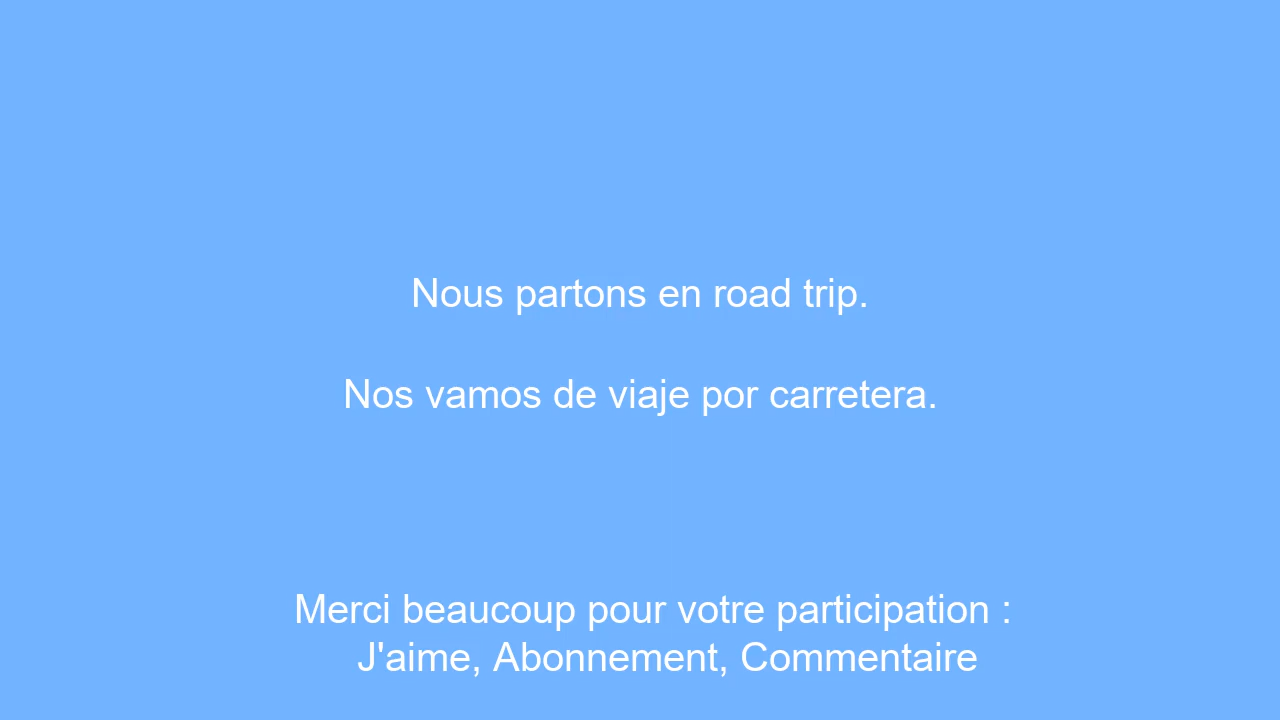 Nous partons en road trip.
Nos vamos de viaje por carretera.
Merci beaucoup pour votre participation :
J'aime, Abonnement, Commentaire